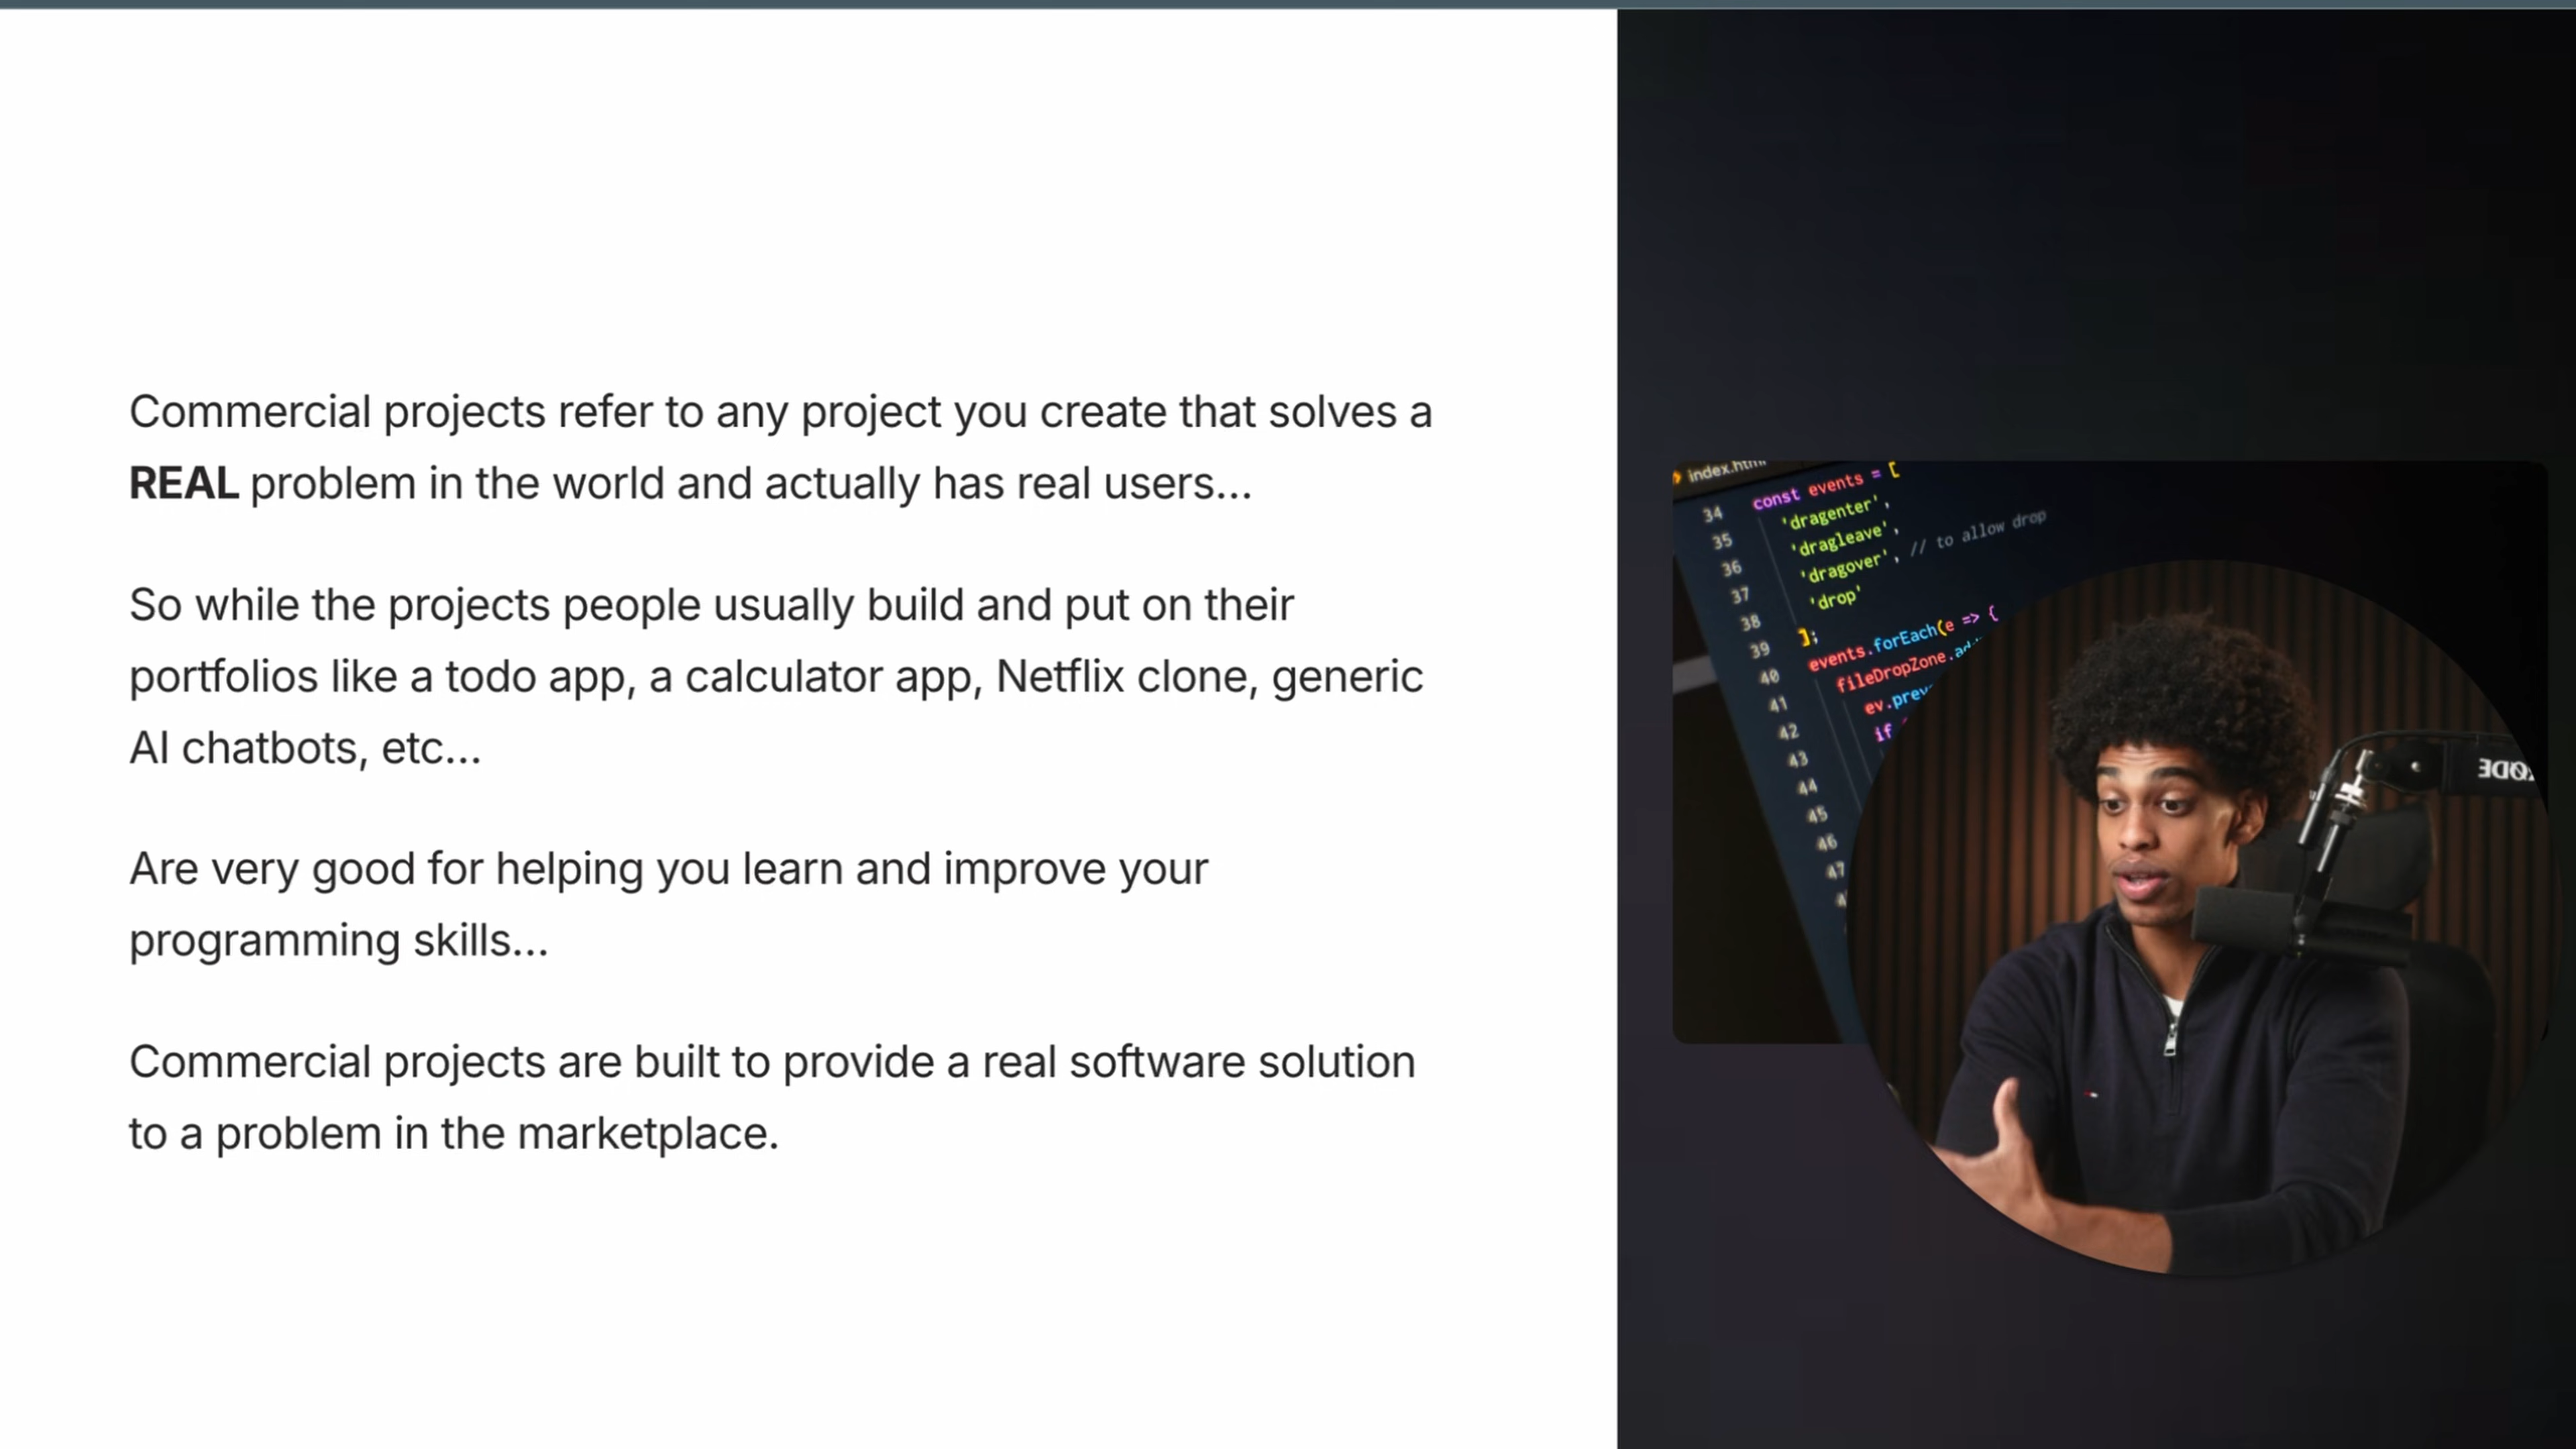 Commercial projects refer to any project you create that solves a
REAL problem in the world and actually has real users...
So while the projects people usually build and put on their
portfolios like a todo app, a calculator app, Netflix clone, generic
AI chatbots, etc...
Are very good for helping you learn and improve your
programming skills...
Commercial projects are built to provide a real software solution
to a problem in the marketplace.
index.html
34 const events = [
35 'dragenter',
36 'dragleave',
37 'dragover', // to allow drop
38 'drop'
39 ];
40 events.forEach(e => {
41 fileDropZone.
42 ev.
43 if
44
45
46
47